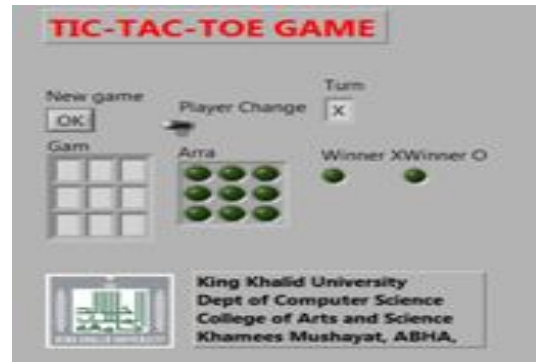 TIC-TAC-TOE GAME
Turn
New game
Player Change
X
OK
Gam
Arra
Winner XWinner O
King Khalid University
Dept of Computer Science
College of Arts and Science
Khamees Mushayat, ABHA,